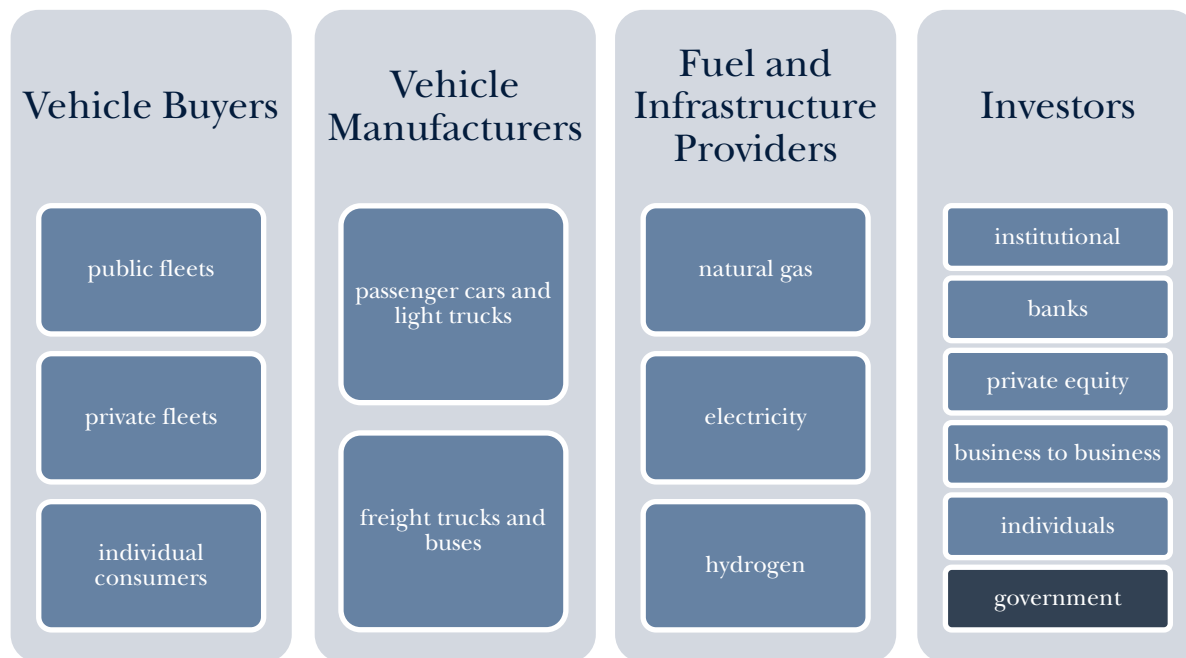 Vehicle Buyers
public fleets
private fleets
individual
consumers
Vehicle
Manufacturers
passenger cars and
light trucks
freight trucks and
buses
Fuel and
Infrastructure
Providers
natural gas
electricity
hydrogen
Investors
institutional
banks
private equity
business to business
individuals
government